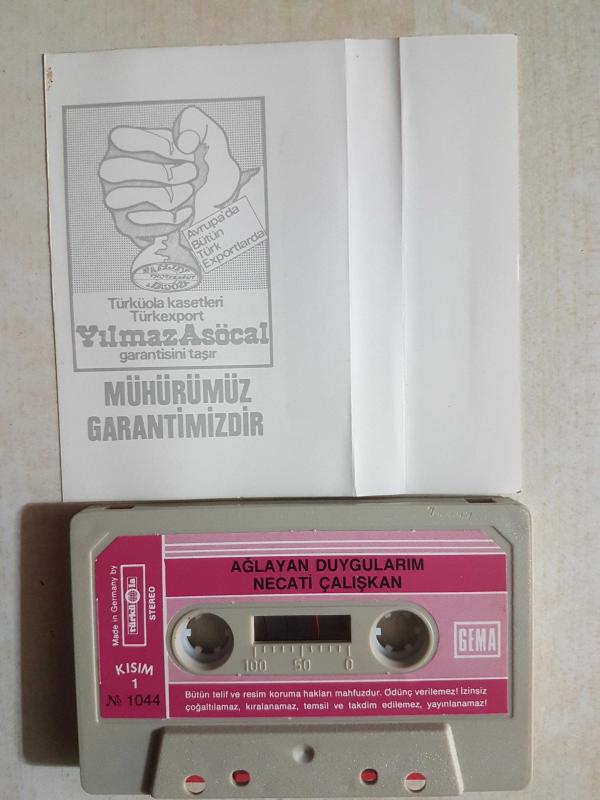 Avrupa'da
Bütün
Türk
Exportlarda
Türküola kasetleri
Türkexport
Yılmaz Asöcal
garantisini taşır
MÜHÜRÜMÜZ
GARANTİMİZDİR
AĞLAYAN DUYGULARIM
NECATİ ÇALIŞKAN
Made in Germany by
türküola
STEREO
GEMA
100 50 0
KISIM
1
№ 1044
Bütün telif ve resim koruma hakları mahfuzdur. Ödünç verilemez! İzinsiz
çoğaltılamaz, kıralanamaz, temsil ve takdim edilemez, yayınlanamaz!